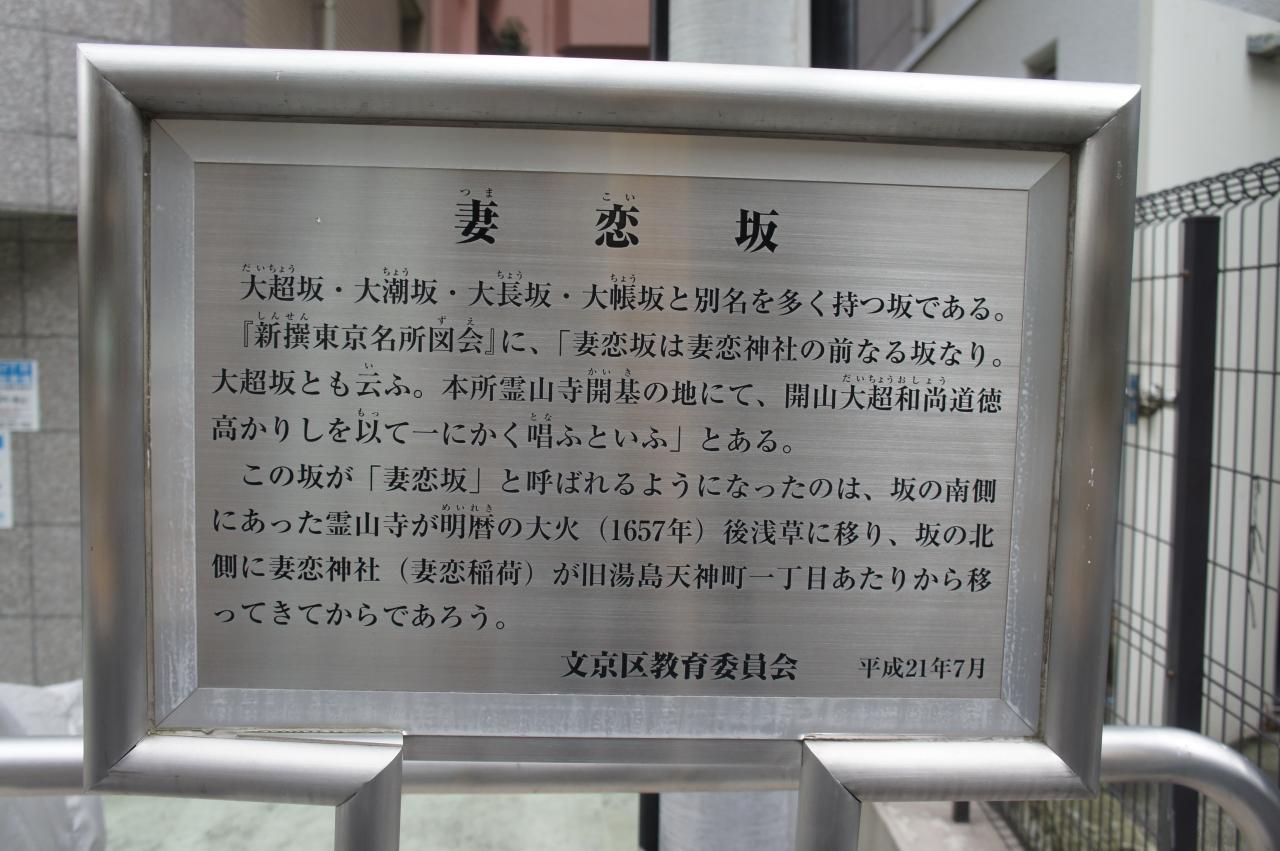 妻恋坂
大超坂・大潮坂・大長坂・大帳坂と別名を多く持つ坂である。
『新撰東京名所図会』に、「妻恋坂は妻恋神社の前なる坂なり。
大超坂とも云ふ。本所霊山寺開基の地にて、開山大超和尚道徳
高かりしを以て一にかく唱ふといふ」とある。
この坂が「妻恋坂」と呼ばれるようになったのは、坂の南側
にあった霊山寺が明暦の大火（1657年）後浅草に移り、坂の北
側に妻恋神社（妻恋稲荷）が旧湯島天神町一丁目あたりから移
ってきてからであろう。
文京区教育委員会　平成21年7月